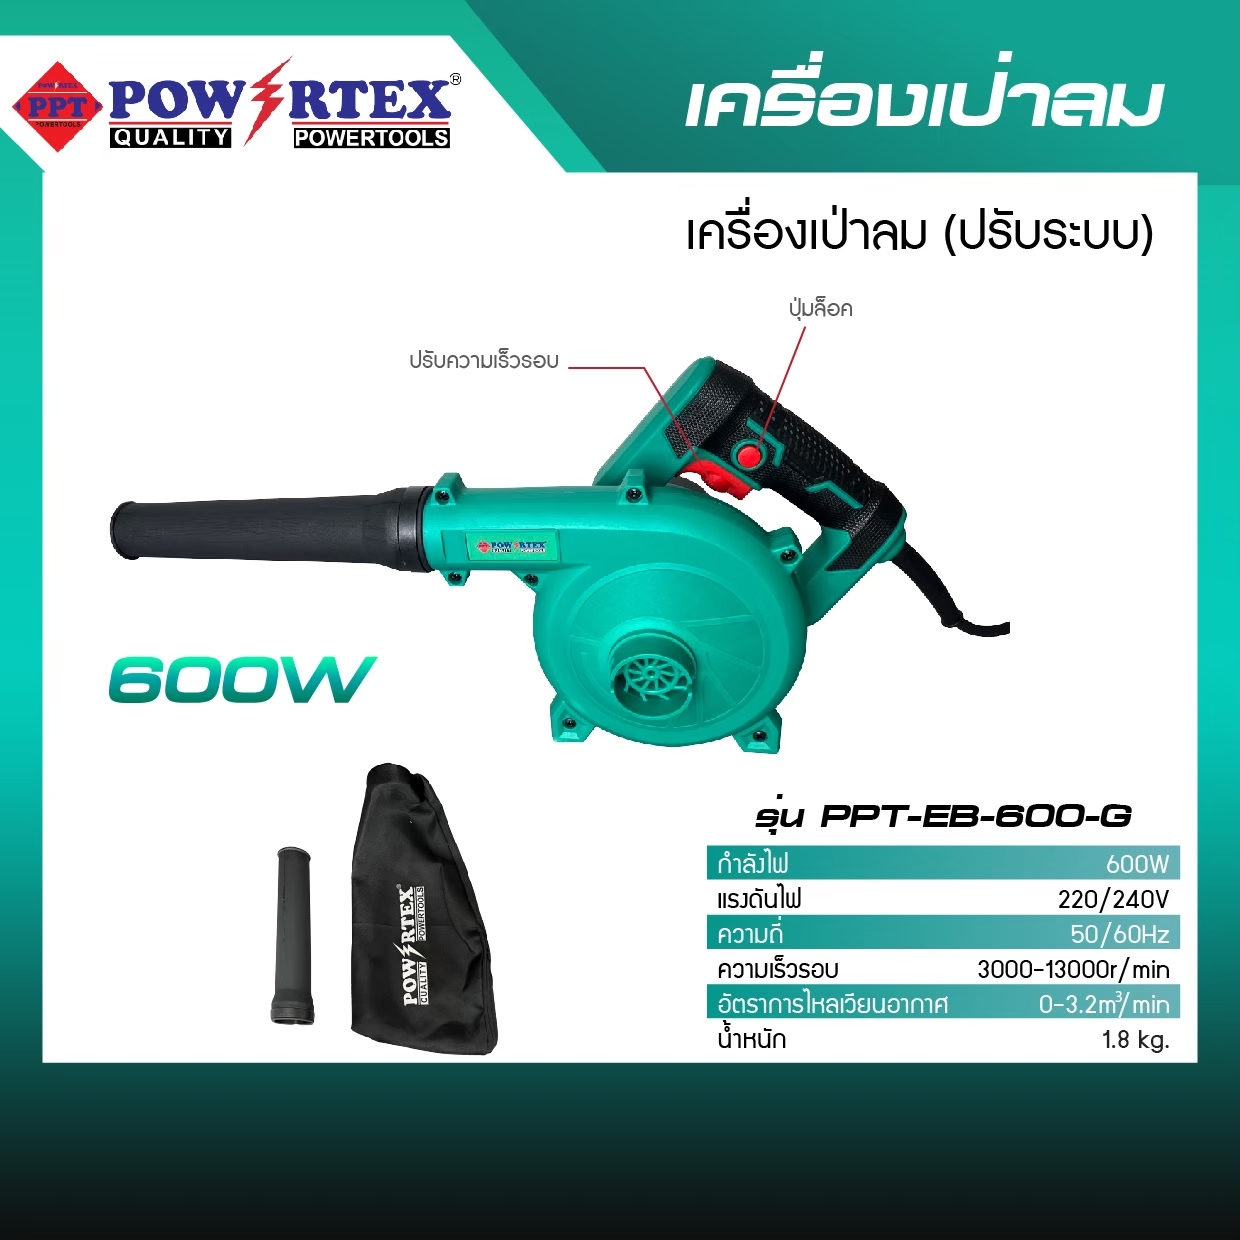 POWERTEX
PPT
POWERTOOLS
POWERTEX®
QUALITY POWERTOOLS
เครื่องเป่าลม
เครื่องเป่าลม (ปรับระบบ)
ปุ่มล็อค
ปรับความเร็วรอบ
POWERTEX
QUALITY POWERTOOLS
600W
POWERTEX®
QUALITY POWERTOOLS
รุ่น PPT-EB-600-G
กำลังไฟ 600W
แรงดันไฟ 220/240V
ความถี่ 50/60Hz
ความเร็วรอบ 3000-13000r/min
อัตราการไหลเวียนอากาศ 0-3.2m³/min
น้ำหนัก 1.8 kg.